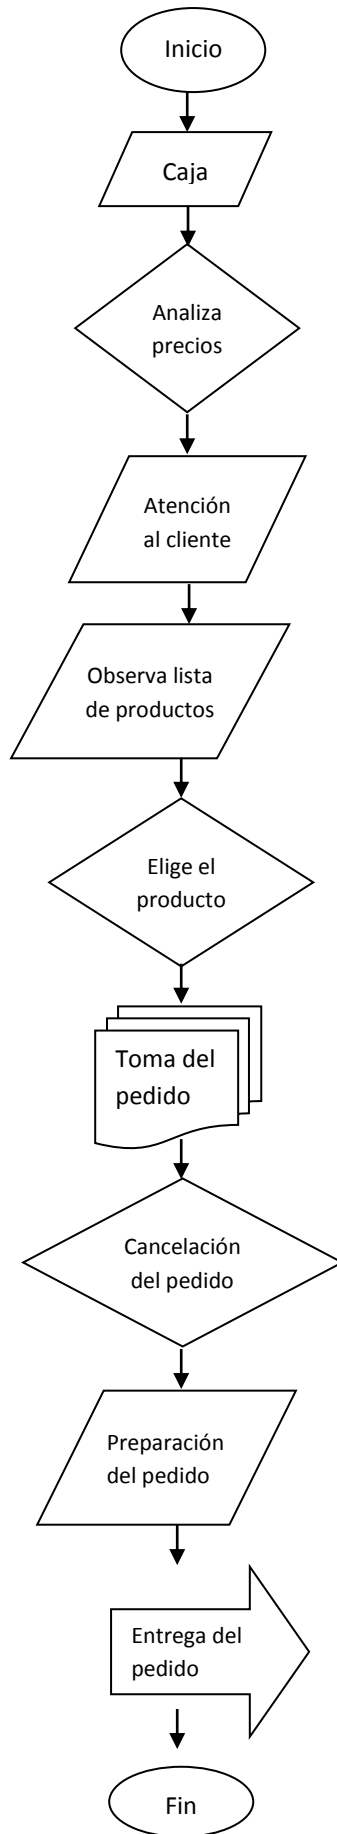 Inicio
Caja
Analiza
precios
Atención
al cliente
Observa lista
de productos
Elige el
producto
Toma del
pedido
Cancelación
del pedido
Preparación
del pedido
Entrega del
pedido
Fin